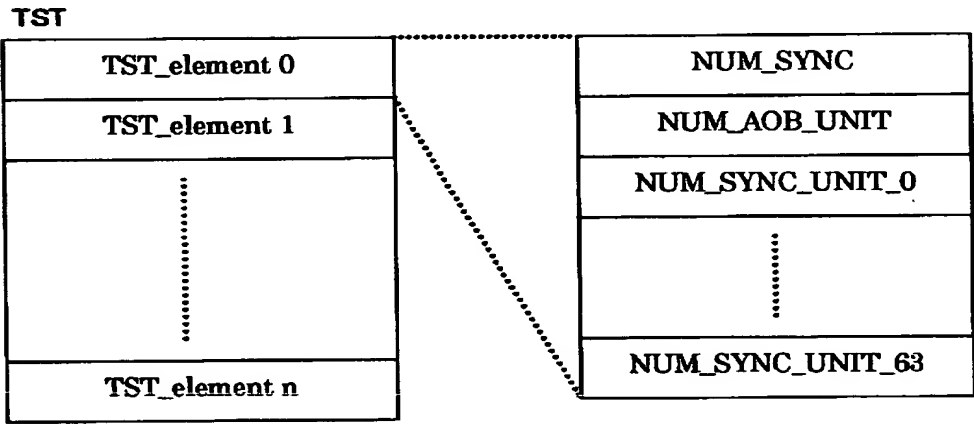 TST
TST_element 0
TST_element 1
TST_element n
NUM_SYNC
NUM_AOB_UNIT
NUM_SYNC_UNIT_0
NUM_SYNC_UNIT_63